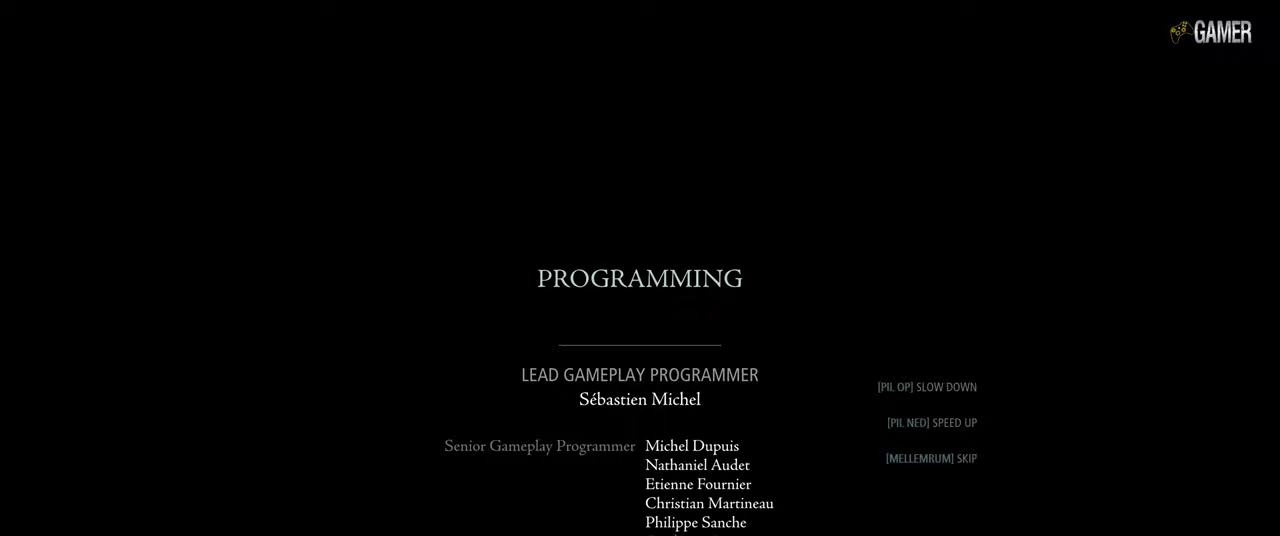 GAMER
PROGRAMMING
LEAD GAMEPLAY PROGRAMMER
Sébastien Michel
[PIL OP] SLOW DOWN
[PIL NED] SPEED UP
Senior Gameplay Programmer Michel Dupuis
[MELLEMRUM] SKIP
Nathaniel Audet
Etienne Fournier
Christian Martineau
Philippe Sanche